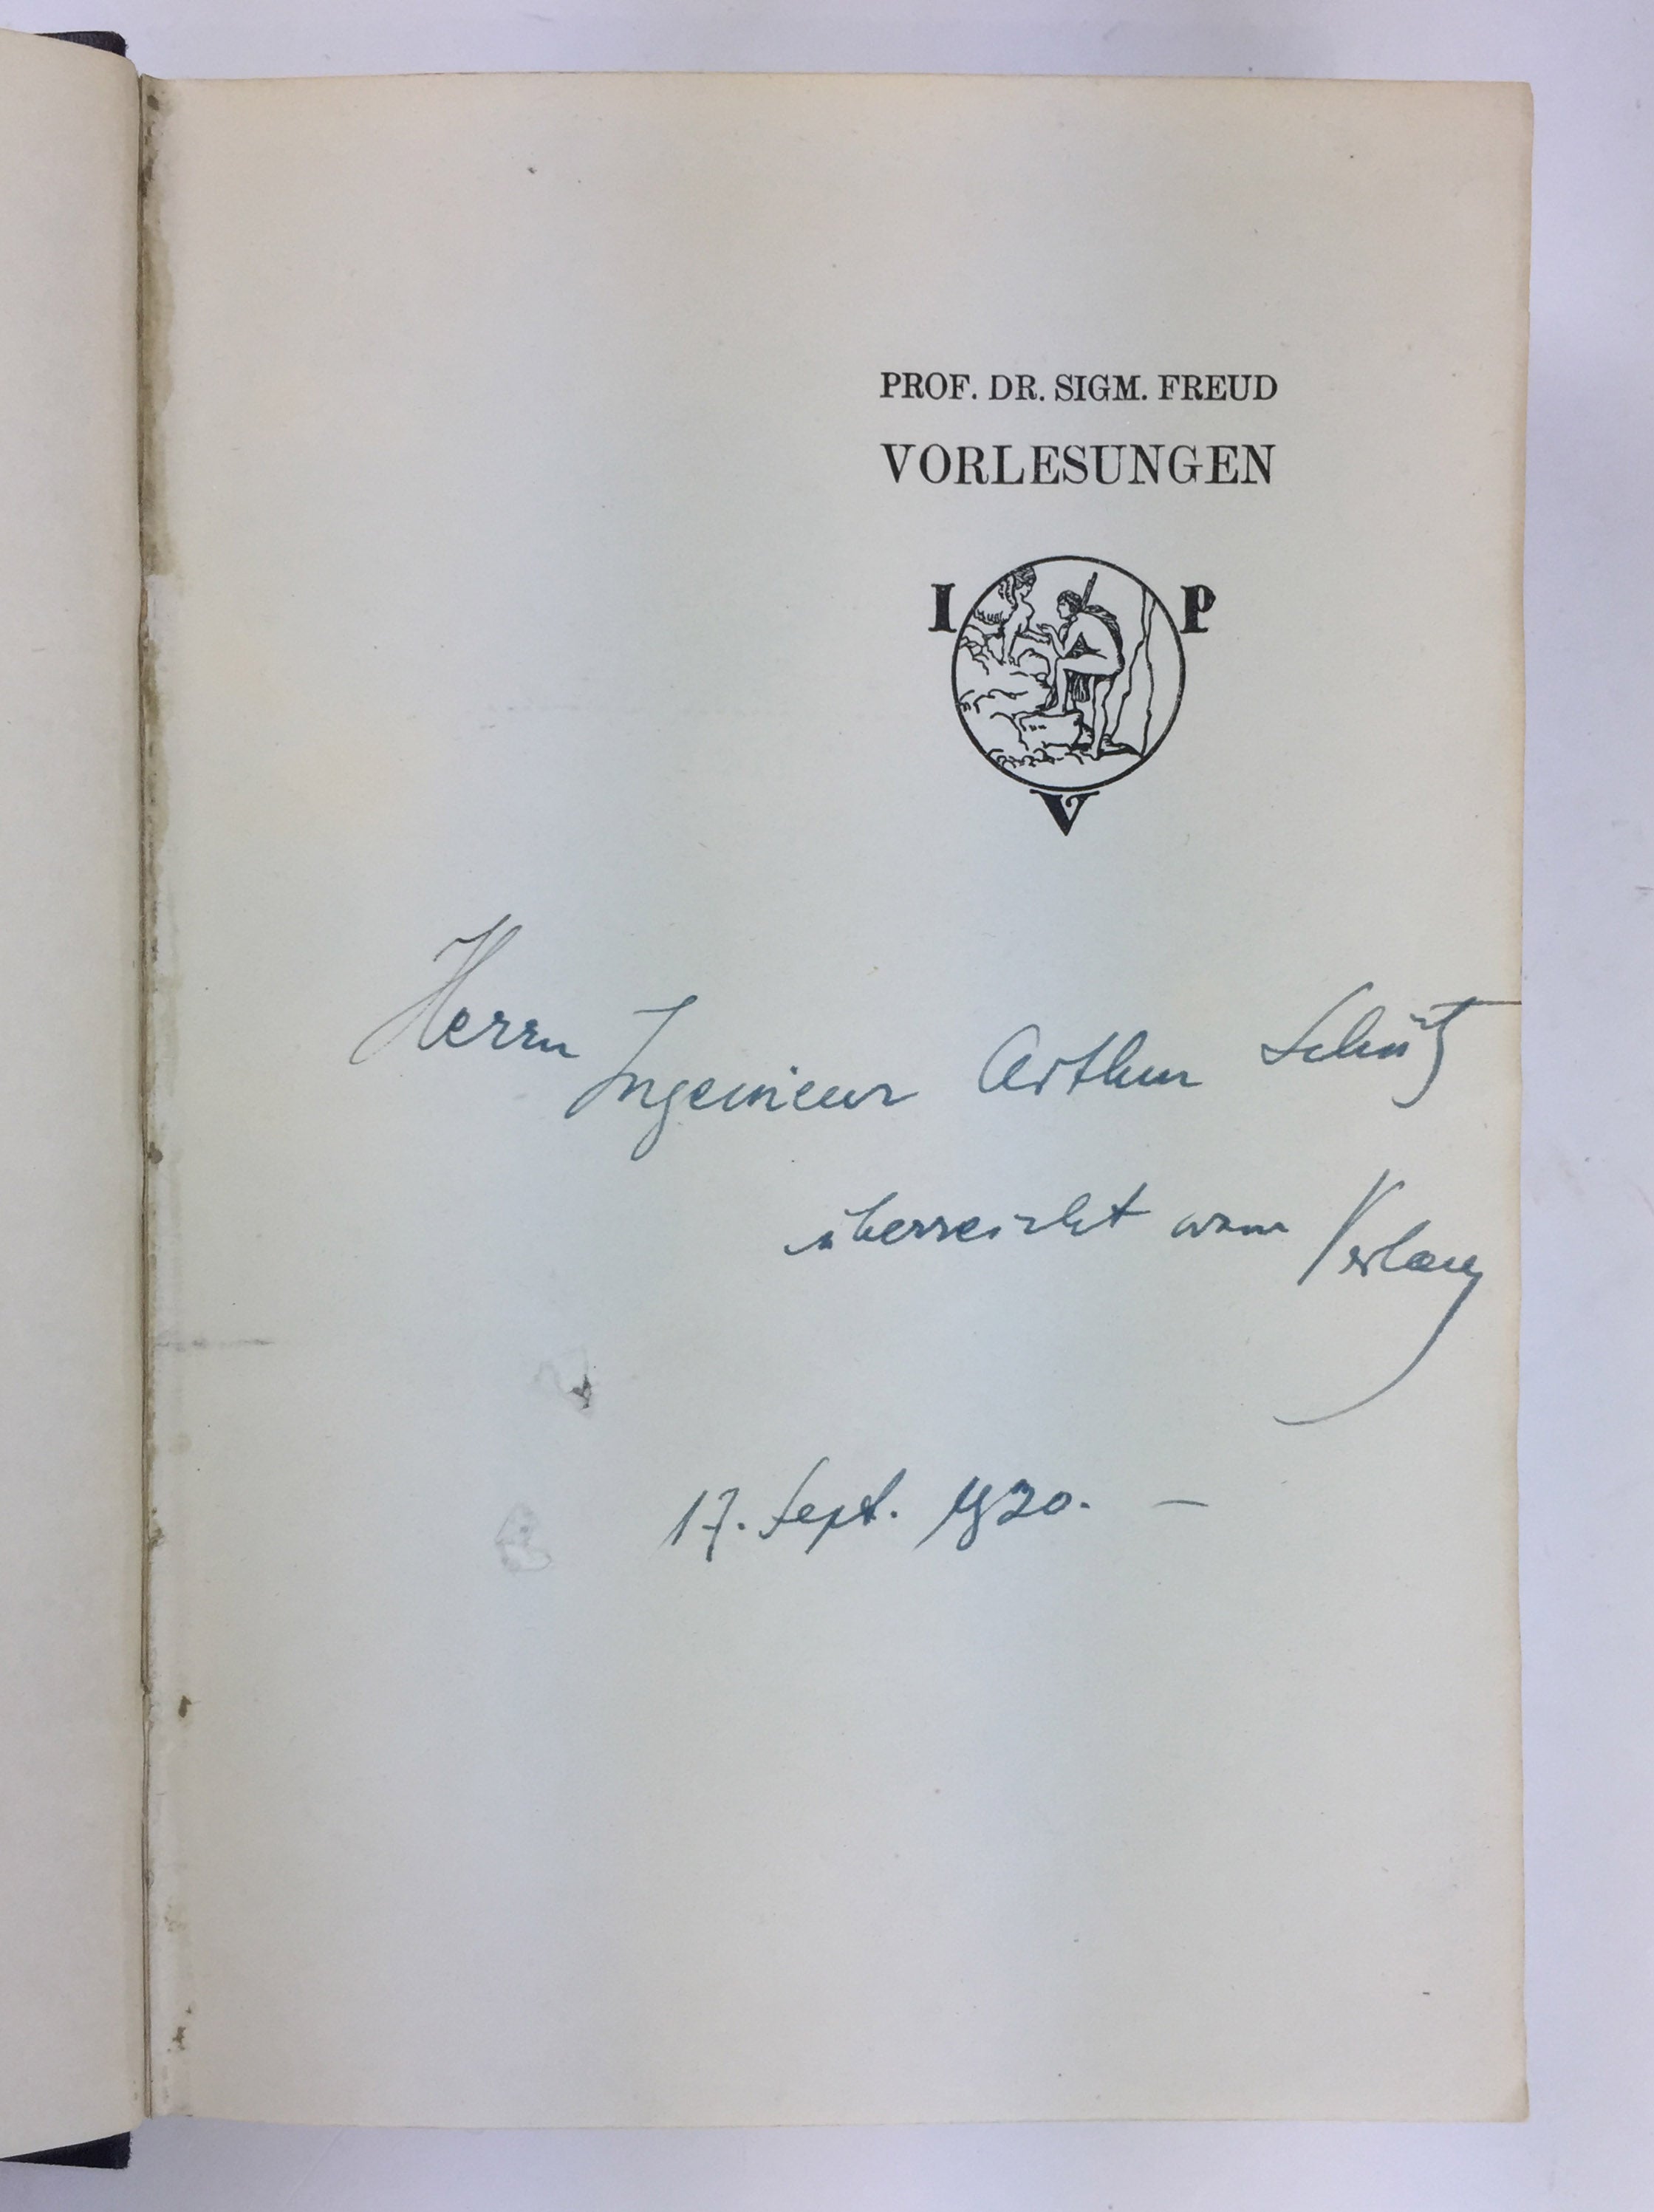 PROF. DR. SIGM. FREUD
VORLESUNGEN
I P
V
Herrn Ingenieur Arthur Schütz
überreicht vom Verlag
17. Sept. 1920. —